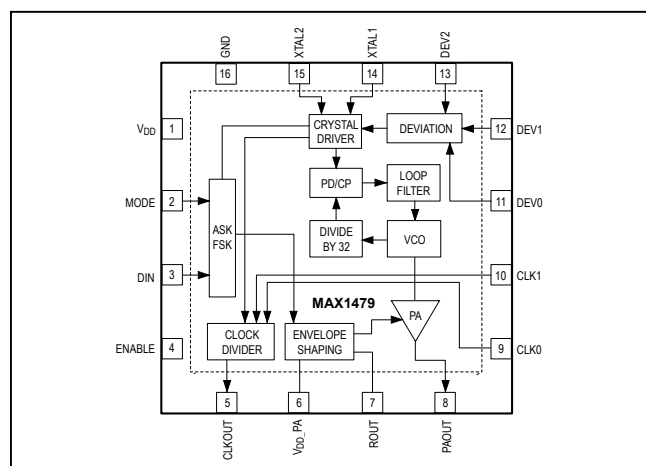 GND
XTAL2
XTAL1
DEV2
16
15
14
13
VDD
1
CRYSTAL
DRIVER
DEVIATION
12
DEV1
MODE
2
PD/CP
LOOP
FILTER
11
DEV0
ASK
FSK
DIVIDE
BY 32
VCO
DIN
3
10
CLK1
MAX1479
PA
ENABLE
4
CLOCK
DIVIDER
ENVELOPE
SHAPING
9
CLK0
5
6
7
8
CLKOUT
VDD_PA
ROUT
PAOUT